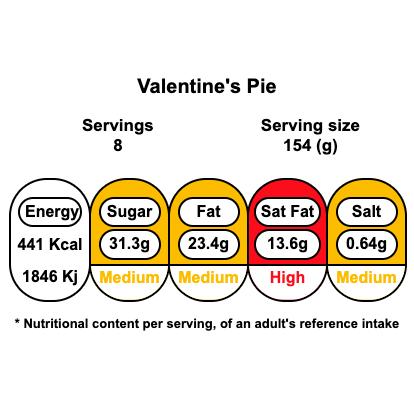 Valentine's Pie
Servings Serving size
8 154 (g)
Energy Sugar Fat Sat Fat Salt
441 Kcal 31.3g 23.4g 13.6g 0.64g
1846 Kj Medium Medium High Medium
* Nutritional content per serving, of an adult's reference intake